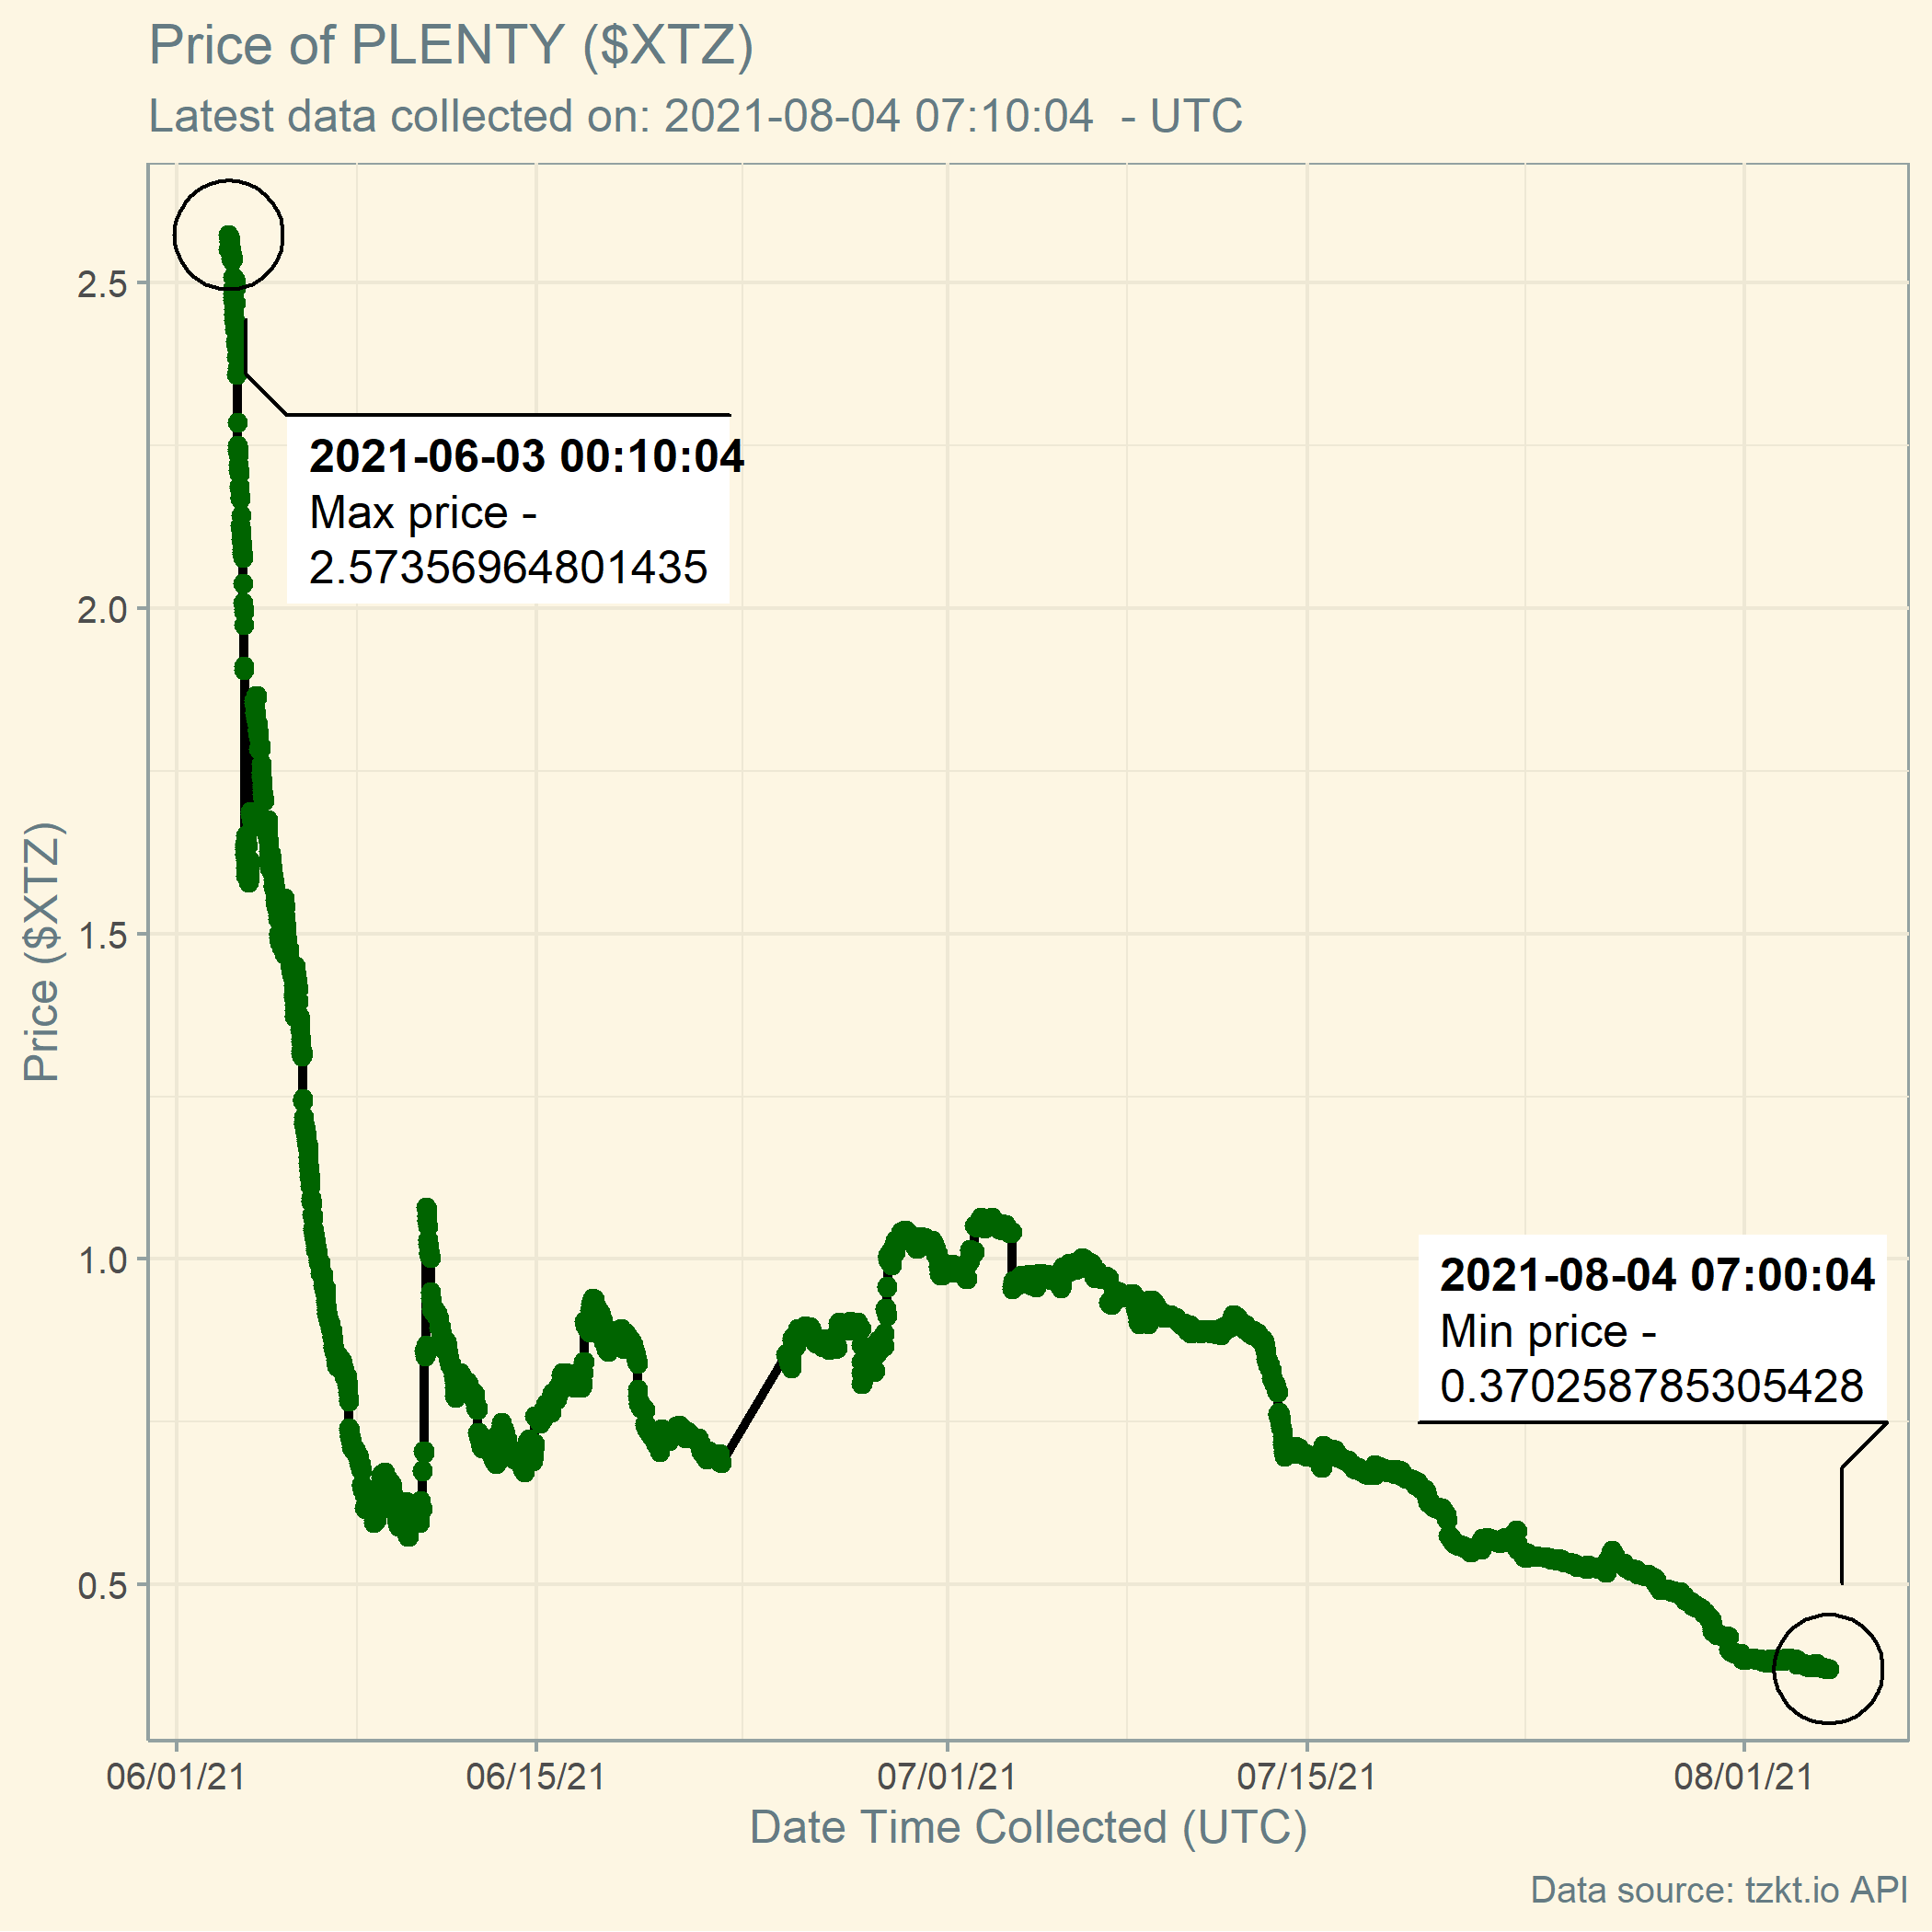 Price of PLENTY ($XTZ)
Latest data collected on: 2021-08-04 07:10:04  - UTC
Price ($XTZ)
2.5
2.0
1.5
1.0
0.5
2021-06-03 00:10:04
Max price -
2.57356964801435
2021-08-04 07:00:04
Min price -
0.370258785305428
06/01/21
06/15/21
07/01/21
07/15/21
08/01/21
Date Time Collected (UTC)
Data source: tzkt.io API